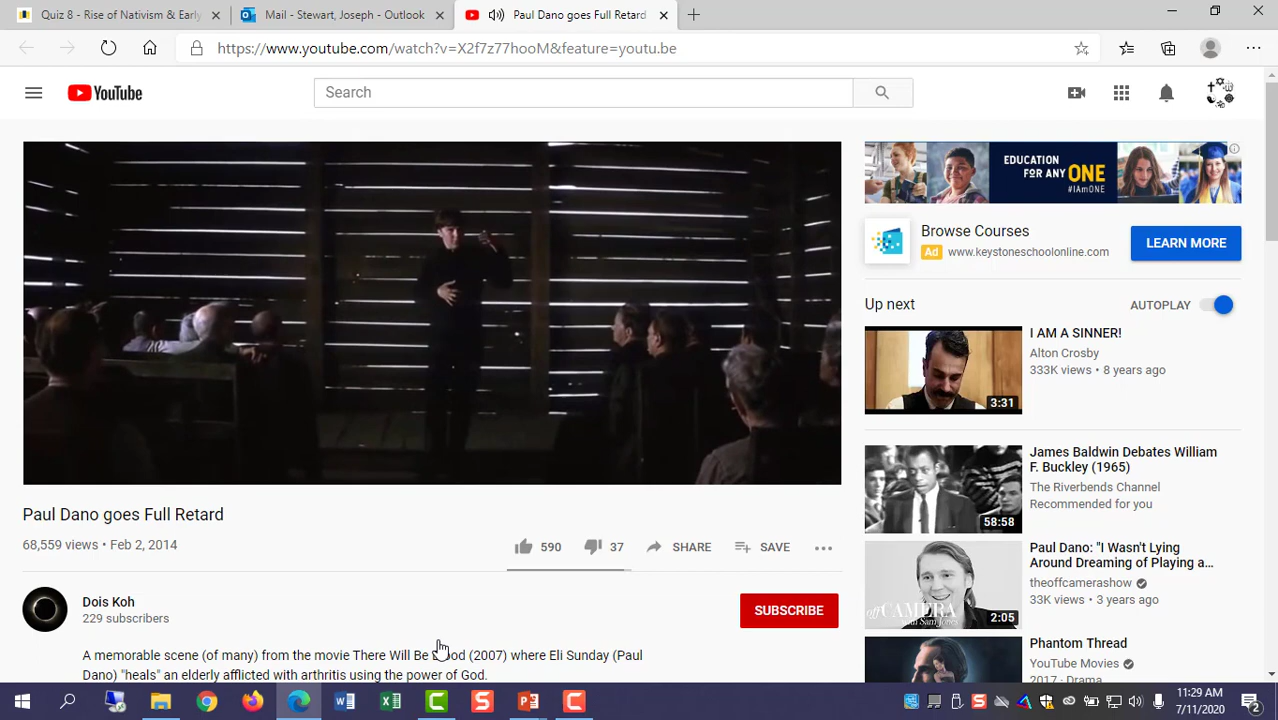 Quiz 8 - Rise of Nativism & Early
Mail - Stewart, Joseph - Outlook
Paul Dano goes Full Retard
https://www.youtube.com/watch?v=X2f7z77hooM&feature=youtu.be
YouTube
Search
EDUCATION
FOR ANY ONE
#IAmONE
Browse Courses
Ad www.keystoneschoolonline.com
LEARN MORE
Up next
AUTOPLAY
I AM A SINNER!
Alton Crosby
333K views • 8 years ago
3:31
James Baldwin Debates William
F. Buckley (1965)
The Riverbends Channel
Recommended for you
58:58
Paul Dano: "I Wasn't Lying
Around Dreaming of Playing a...
theoffcamerashow
33K views • 3 years ago
off CAMERA
with Sam Jones
2:05
Phantom Thread
YouTube Movies
2017 • Drama
Paul Dano goes Full Retard
68,559 views • Feb 2, 2014
590
37
SHARE
SAVE
Dois Koh
229 subscribers
SUBSCRIBE
A memorable scene (of many) from the movie There Will Be Blood (2007) where Eli Sunday (Paul
Dano) "heals" an elderly afflicted with arthritis using the power of God.
11:29 AM
7/11/2020
2